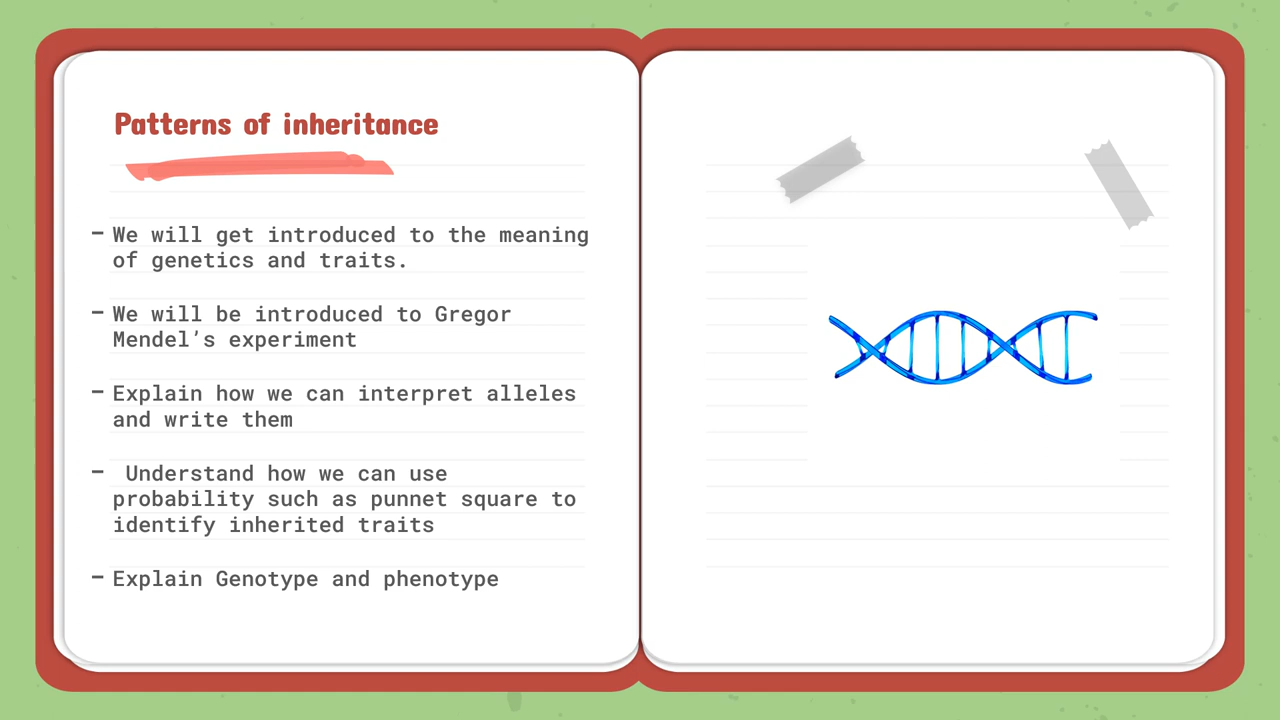 Patterns of inheritance
– We will get introduced to the meaning
of genetics and traits.
– We will be introduced to Gregor
Mendel’s experiment
– Explain how we can interpret alleles
and write them
– Understand how we can use
probability such as punnet square to
identify inherited traits
– Explain Genotype and phenotype